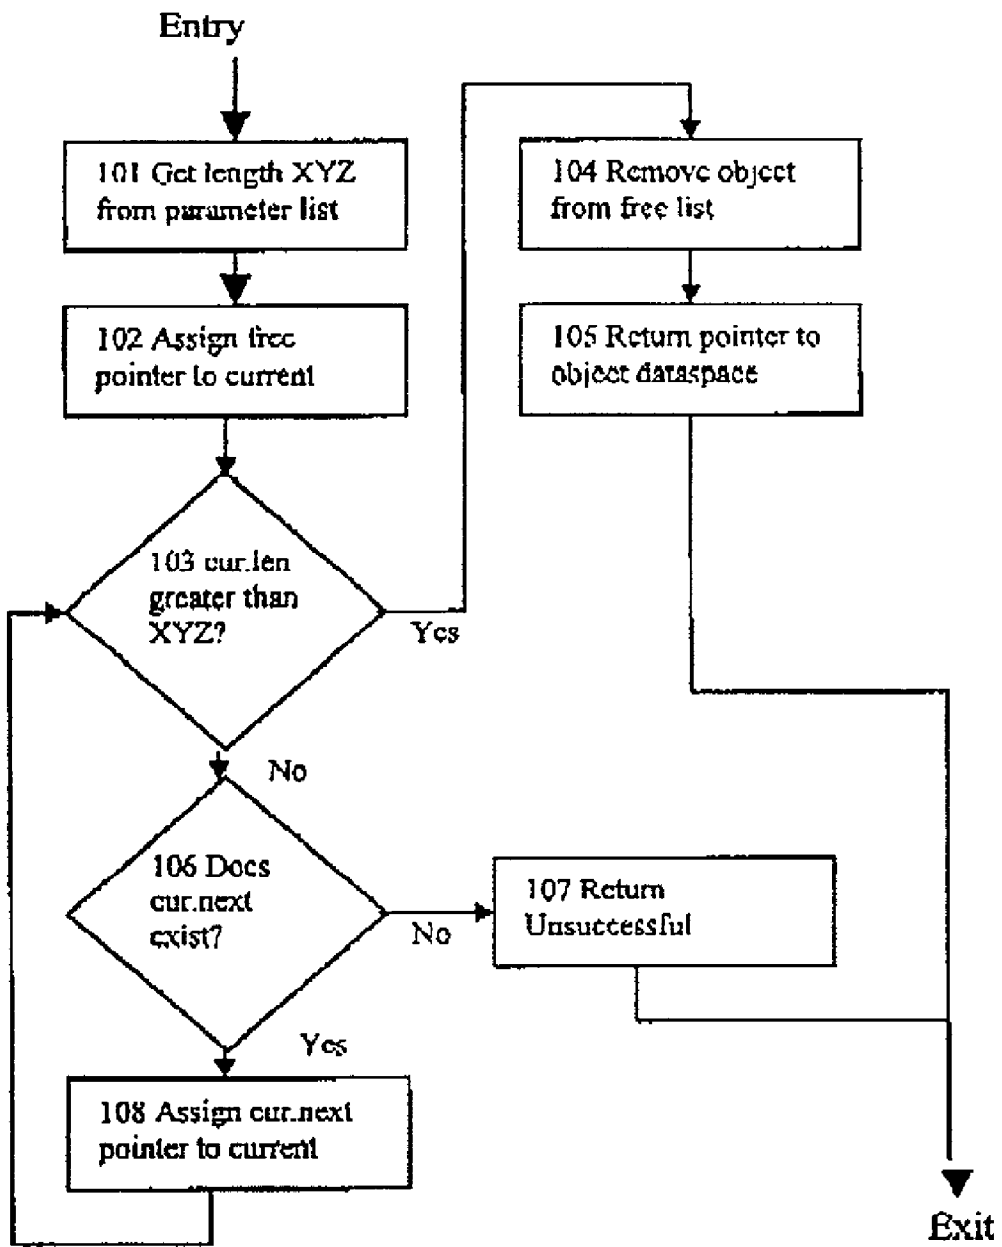 Entry
101 Get length XYZ
from parameter list
102 Assign free
pointer to current
103 cur.len
greater than
XYZ?
Yes
No
104 Remove object
from free list
105 Return pointer to
object dataspace
106 Does
cur.next
exist?
No
Yes
107 Return
Unsuccessful
108 Assign cur.next
pointer to current
Exit